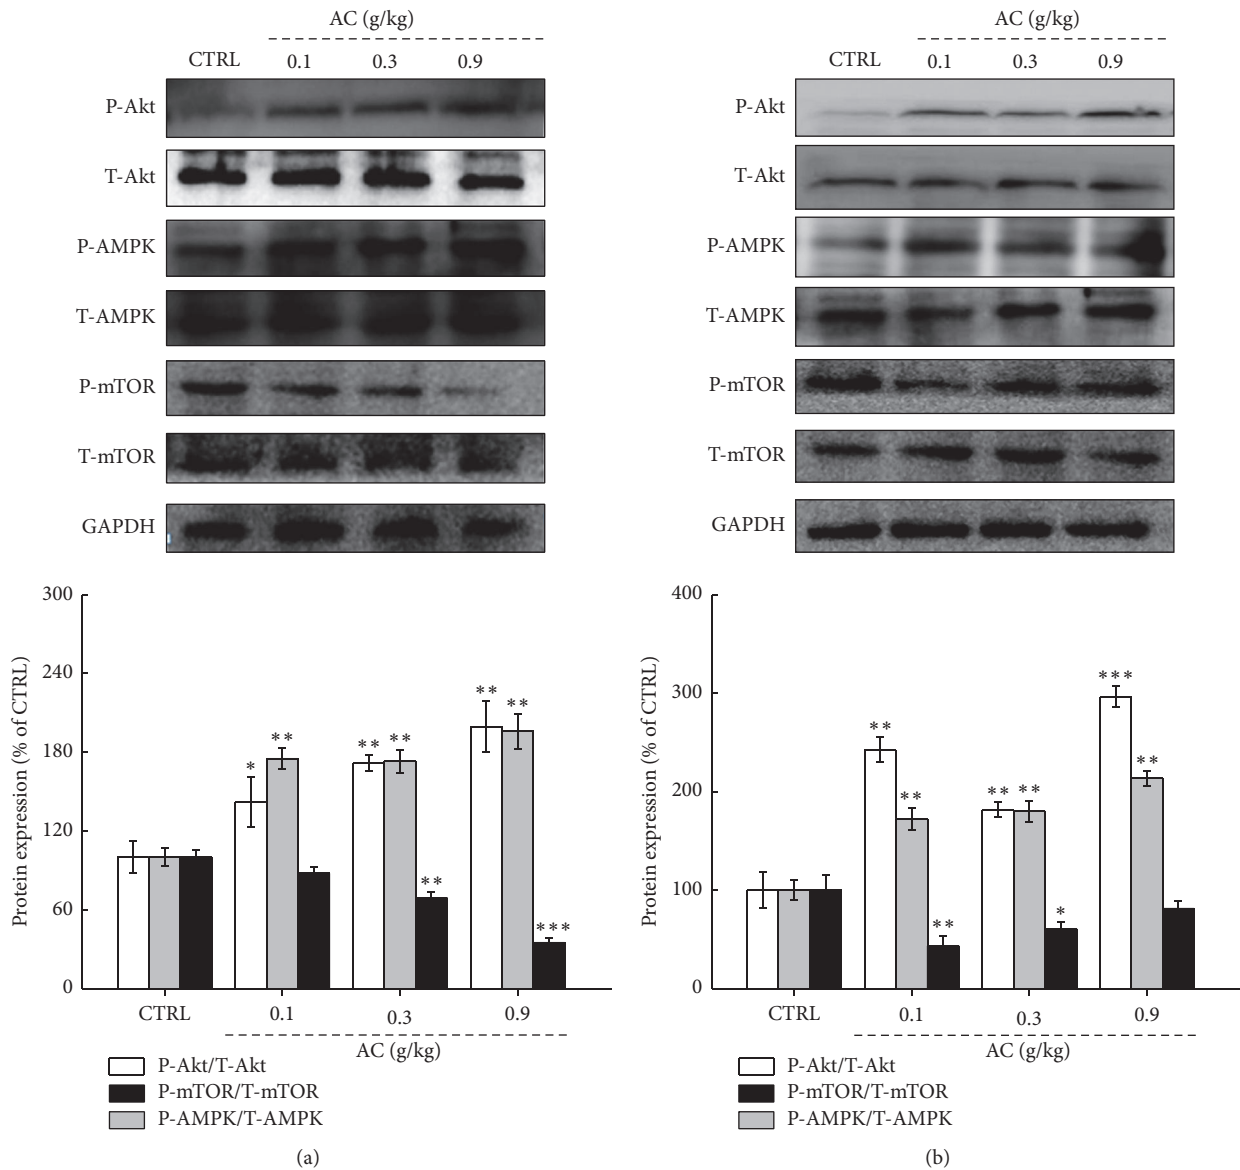 AC (g/kg)
CTRL 0.1 0.3 0.9
P-Akt
T-Akt
P-AMPK
T-AMPK
P-mTOR
T-mTOR
GAPDH
300
240
180
120
60
0
Protein expression (% of CTRL)
* ** ** ** ** ** ** ***
CTRL 0.1 0.3 0.9
AC (g/kg)
P-Akt/T-Akt
P-mTOR/T-mTOR
P-AMPK/T-AMPK
(a)
AC (g/kg)
CTRL 0.1 0.3 0.9
P-Akt
T-Akt
P-AMPK
T-AMPK
P-mTOR
T-mTOR
GAPDH
400
300
200
100
0
Protein expression (% of CTRL)
** ** ** ** ** * *** **
CTRL 0.1 0.3 0.9
AC (g/kg)
P-Akt/T-Akt
P-mTOR/T-mTOR
P-AMPK/T-AMPK
(b)